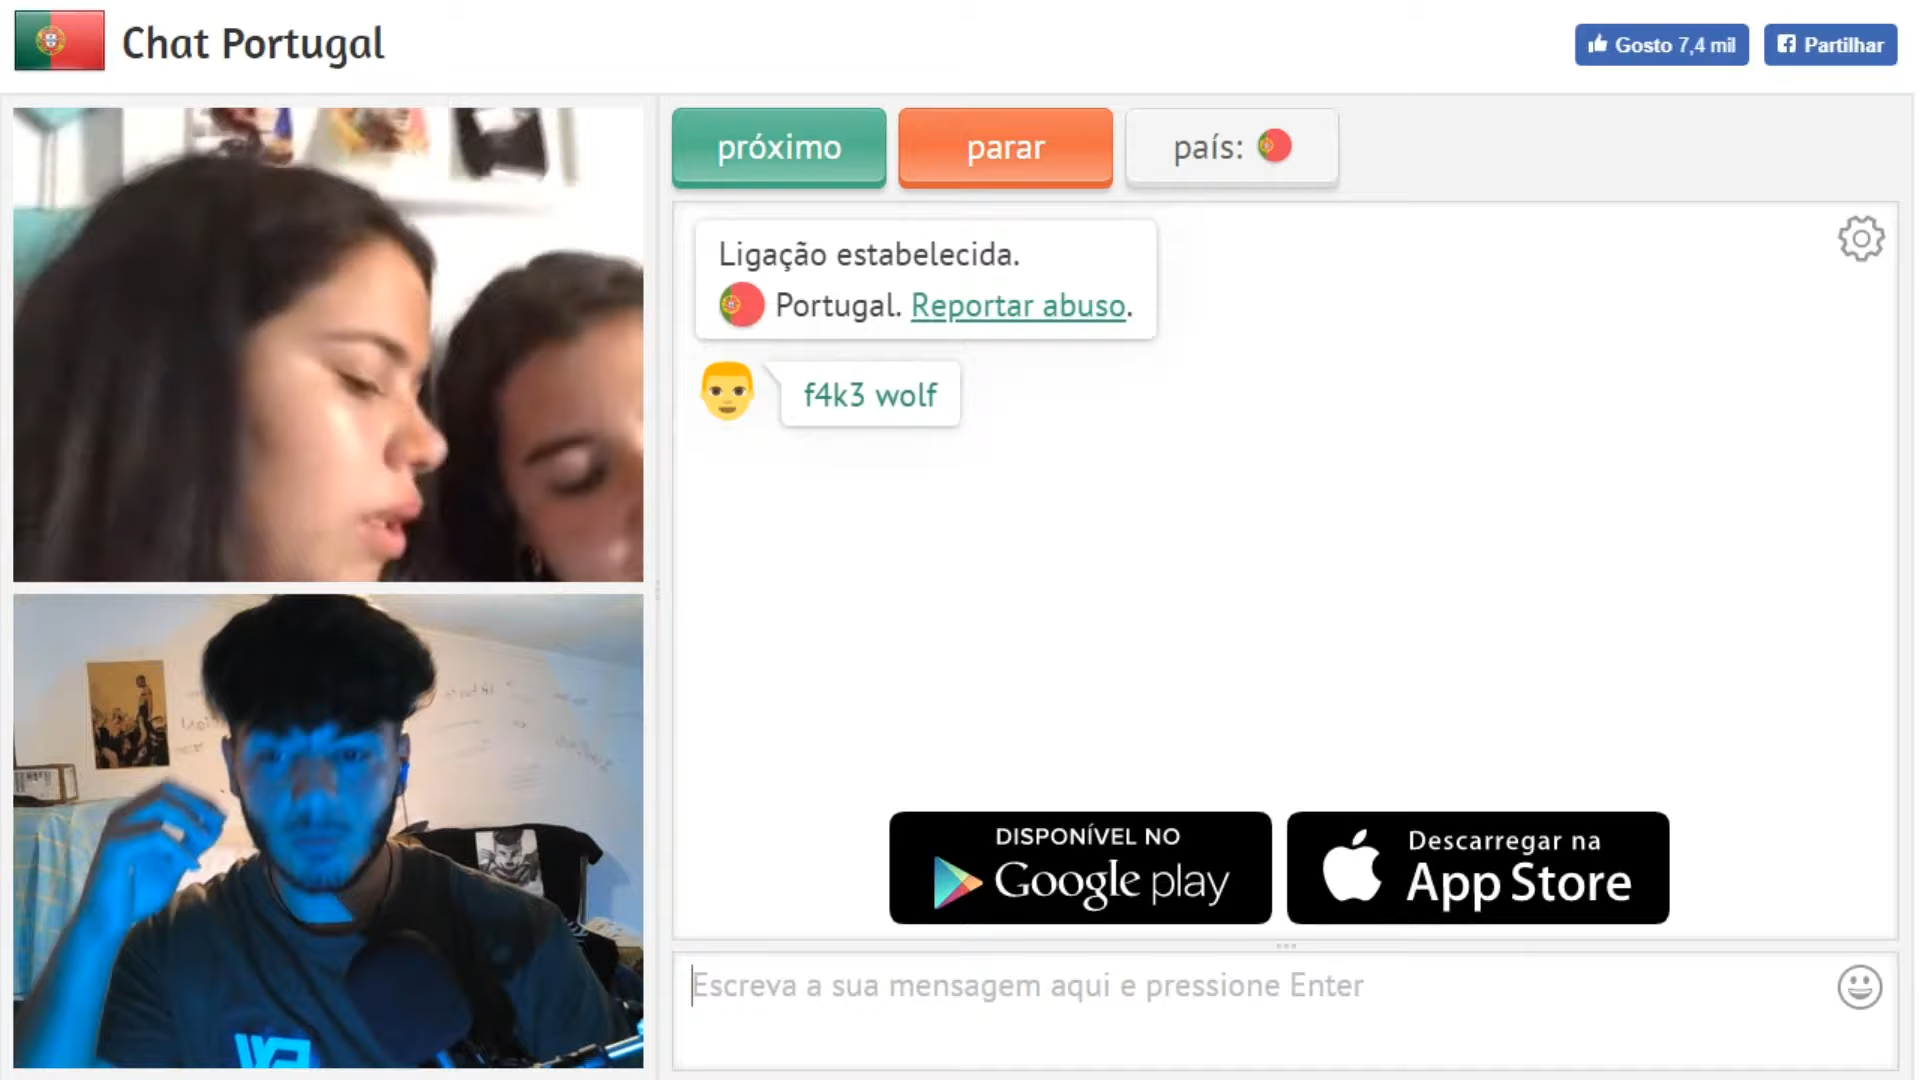 Chat Portugal
Gosto 7,4 mil
Partilhar
próximo
parar
país:
Ligação estabelecida.
Portugal. Reportar abuso.
f4k3 wolf
DISPONÍVEL NO
Google play
Descarregar na
App Store
Escreva a sua mensagem aqui e pressione Enter